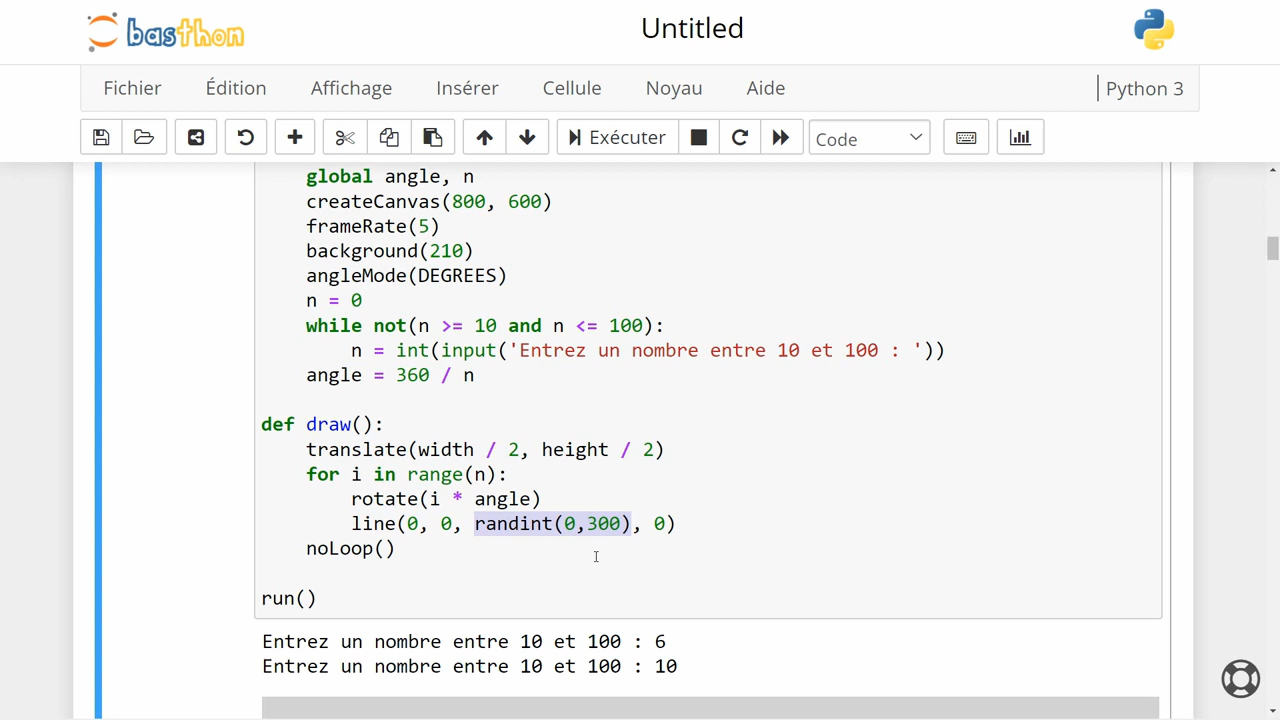 basthon
Untitled
Fichier Édition Affichage Insérer Cellule Noyau Aide Python 3
Exécuter Code
global angle, n
createCanvas(800, 600)
frameRate(5)
background(210)
angleMode(DEGREES)
n = 0
while not(n >= 10 and n <= 100):
n = int(input('Entrez un nombre entre 10 et 100 : '))
angle = 360 / n
def draw():
translate(width / 2, height / 2)
for i in range(n):
rotate(i * angle)
line(0, 0, randint(0,300), 0)
noLoop()
run()
Entrez un nombre entre 10 et 100 : 6
Entrez un nombre entre 10 et 100 : 10